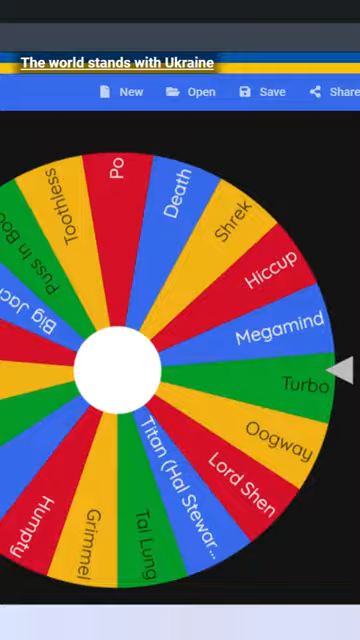 The world stands with Ukraine
New
Open
Save
Share
Po
Death
Shrek
Hiccup
Megamind
Turbo
Oogway
Lord Shen
Titan (Hal Stewar...
Tai Lung
Grimmel
Humpty
Big Jac
Puss In Boo
Toothless